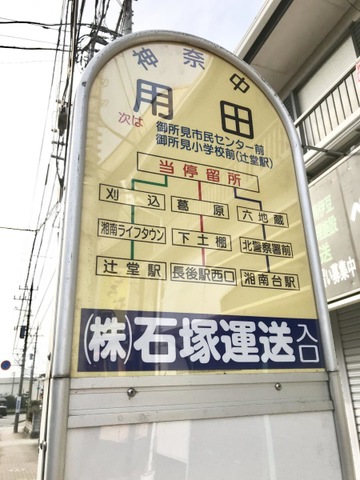 神奈中
用田
次は 御所見市民センター前
御所見小学校前(辻堂駅)
当停留所
刈込 葛原 六地蔵
湘南ライフタウン 下土棚 北警察署前
辻堂駅 長後駅西口 湘南台駅
(株)石塚運送入口